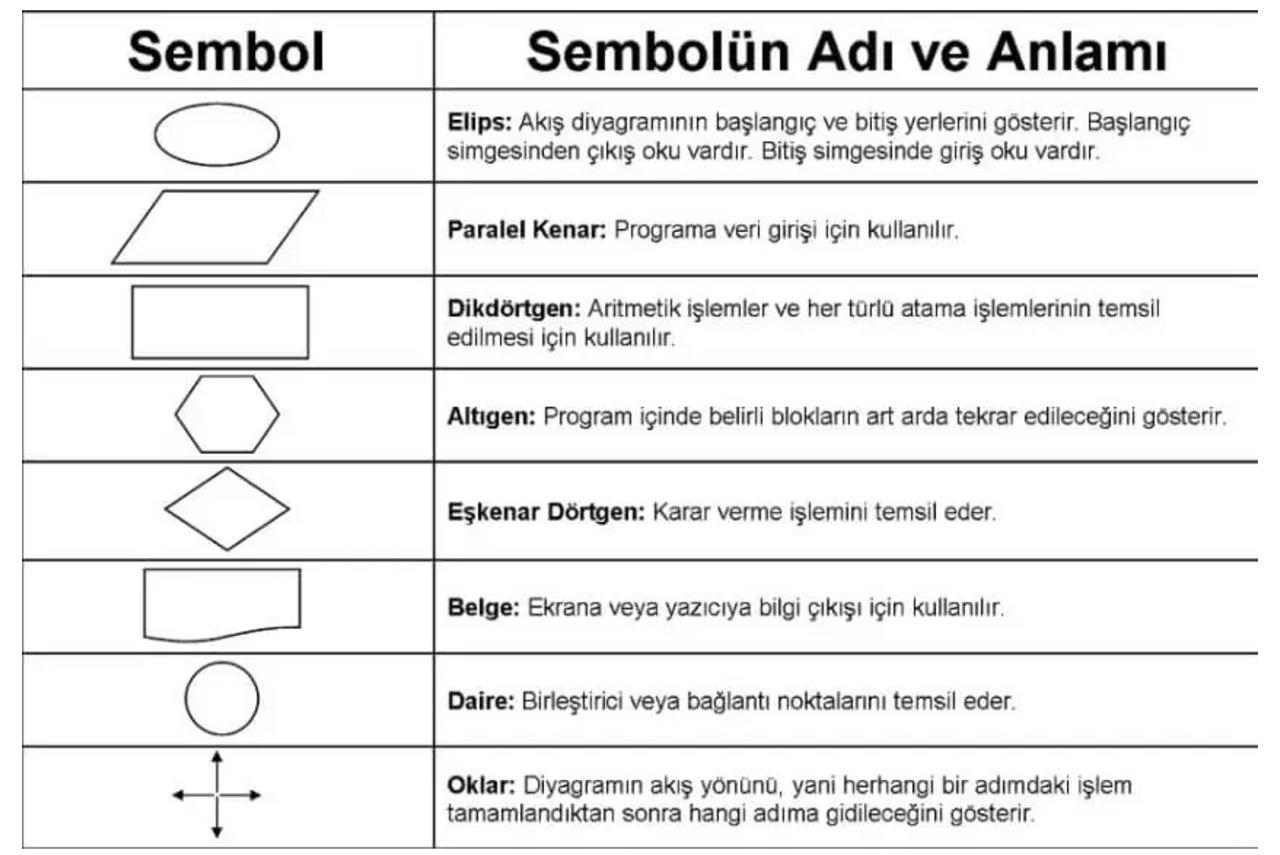 Sembol
Sembolün Adı ve Anlamı
Elips: Akış diyagramının başlangıç ve bitiş yerlerini gösterir. Başlangıç
simgesinden çıkış oku vardır. Bitiş simgesinde giriş oku vardır.
Paralel Kenar: Programa veri girişi için kullanılır.
Dikdörtgen: Aritmetik işlemler ve her türlü atama işlemlerinin temsil
edilmesi için kullanılır.
Altıgen: Program içinde belirli blokların art arda tekrar edileceğini gösterir.
Eşkenar Dörtgen: Karar verme işlemini temsil eder.
Belge: Ekrana veya yazıcıya bilgi çıkışı için kullanılır.
Daire: Birleştirici veya bağlantı noktalarını temsil eder.
Oklar: Diyagramın akış yönünü, yani herhangi bir adımdaki işlem
tamamlandıktan sonra hangi adıma gidileceğini gösterir.